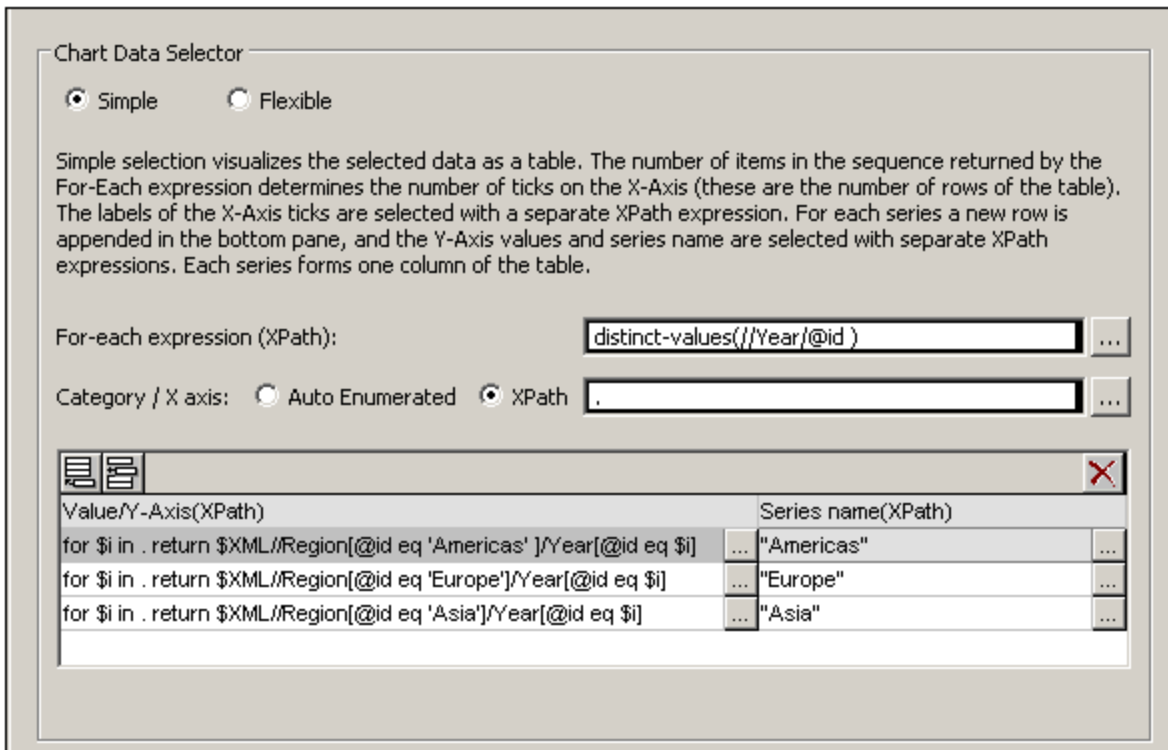 Chart Data Selector
Simple Flexible
Simple selection visualizes the selected data as a table. The number of items in the sequence returned by the
For-Each expression determines the number of ticks on the X-Axis (these are the number of rows of the table).
The labels of the X-Axis ticks are selected with a separate XPath expression. For each series a new row is
appended in the bottom pane, and the Y-Axis values and series name are selected with separate XPath
expressions. Each series forms one column of the table.
For-each expression (XPath): distinct-values(//Year/@id ) ...
Category / X axis: Auto Enumerated XPath . ...
Value/Y-Axis(XPath) Series name(XPath)
for $i in . return $XML//Region[@id eq 'Americas' ]/Year[@id eq $i] ... "Americas" ...
for $i in . return $XML//Region[@id eq 'Europe']/Year[@id eq $i] ... "Europe" ...
for $i in . return $XML//Region[@id eq 'Asia']/Year[@id eq $i] ... "Asia" ...